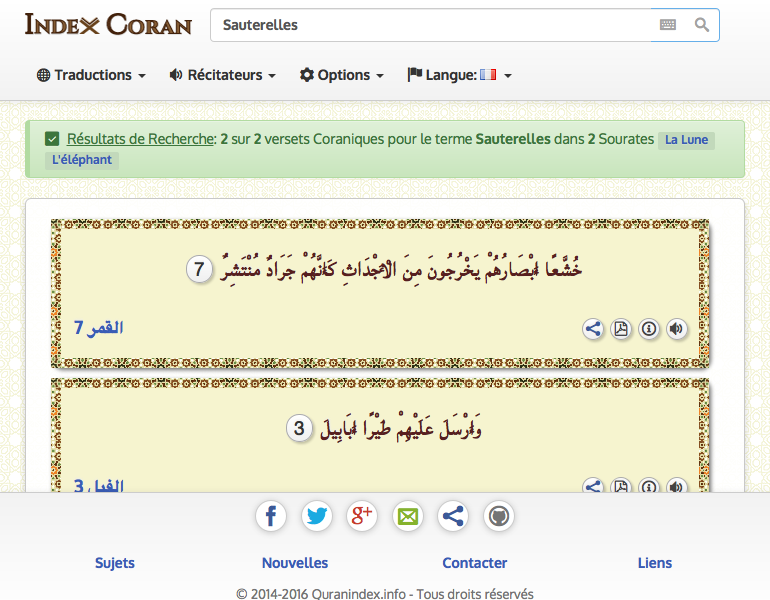 Index Coran
Sauterelles
Traductions Récitateurs Options Langue:
Résultats de Recherche: 2 sur 2 versets Coraniques pour le terme Sauterelles dans 2 Sourates La Lune
L'éléphant
خُشَّعًا أَبْصَارُهُمْ يَخْرُجُونَ مِنَ الْأَجْدَاثِ كَأَنَّهُمْ جَرَادٌ مُنْتَشِرٌ 7
القمر 7
وَأَرْسَلَ عَلَيْهِمْ طَيْرًا أَبَابِيلَ 3
الفيل 3
Sujets Nouvelles Contacter Liens
© 2014-2016 Quranindex.info - Tous droits réservés